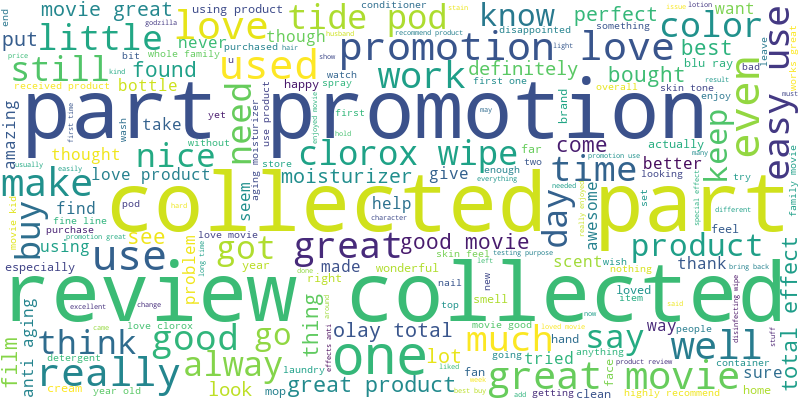 end
movie great
godzilla
using product
conditioner
disappointed
stain
issue
lotion
put
little
love
tide pod
know
perfect
color
want
never
though
husband
recommend product
something
leave
works great
price
whole family
purchased
hair
show
light
best
bad
still
found
bit
u
used
promotion love
blu ray
kind
received product
bottle
happy
watch
spray
work
definitely
bought
first one
skin tone
enjoy
result
must
amazing
first time
part promotion
need
yet
use product
first
brand
overall
keep
even
easy use
take
wash
without
may
hold
thought
nice
aging moisturizer
store
clorox wipe
come
actually
many
usually
easily
love product
enough
everything
far
two
time
better
looking
promotion use
try
family movie
make
pod
seem
moisturizer
give
set
find
fine line
hard
collected part
needed
really enjoyed
special effect
different
movie kid
buy
purchase
using
promotion great
see
love movie
help
character
day
awesome
feel
got
great
good movie
product
especially
use
problem
long time
year
made
wonderful
skin feel
left
testing purpose
scent
wish
nothing
thank
bring back
disinfecting wipe
right
done
around
review collected
nail
new
top
smell
loved
item
now
said
excellent
change
came
love clorox
thing
olay total
movie good
loved movie
way
people
stuff
film
anti aging
think
good
go
effects anti
one
much
say
well
total effect
detergent
alway
lot
going
tried
hand
anything
product review
container
sure
really
year old
cream
look
laundry
mop
great product
liked
fan
best buy
add
getting
clean
face
great movie
highly recommend
home